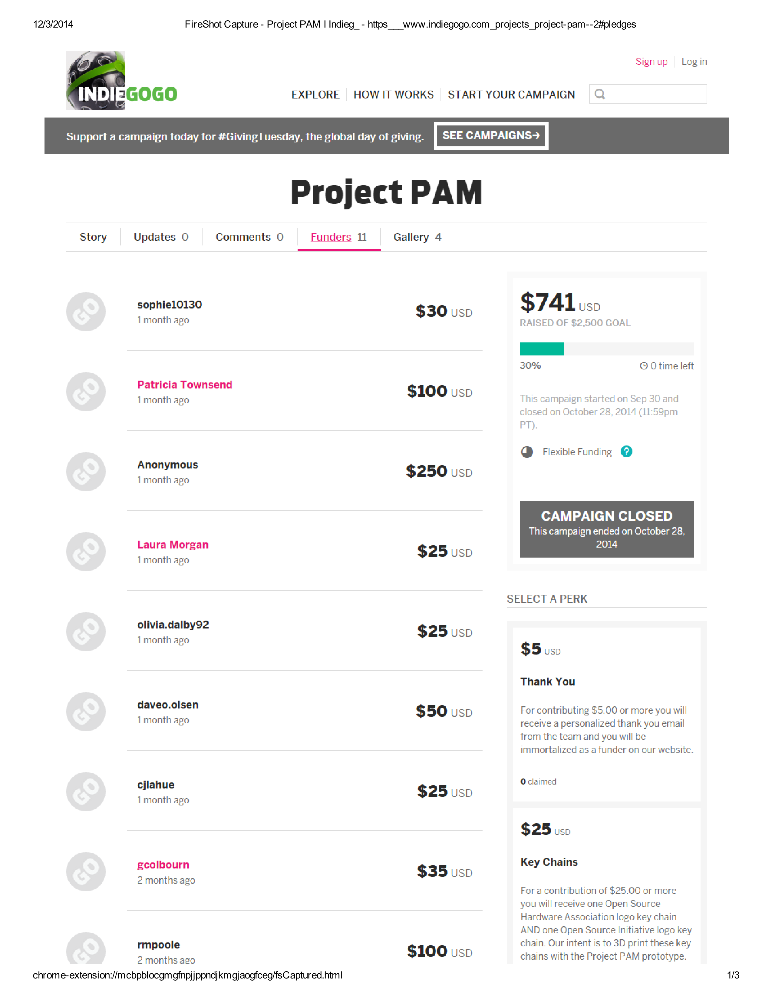 12/3/2014 FireShot Capture - Project PAM I Indieg_ - https___www.indiegogo.com_projects_project-pam--2#pledges
Sign up Log in
INDIEGOGO
EXPLORE HOW IT WORKS START YOUR CAMPAIGN
Support a campaign today for #GivingTuesday, the global day of giving. SEE CAMPAIGNS→
Project PAM
Story Updates 0 Comments 0 Funders 11 Gallery 4
sophie10130
1 month ago
$30 USD
Patricia Townsend
1 month ago
$100 USD
Anonymous
1 month ago
$250 USD
Laura Morgan
1 month ago
$25 USD
olivia.dalby92
1 month ago
$25 USD
daveo.olsen
1 month ago
$50 USD
cjlahue
1 month ago
$25 USD
gcolbourn
2 months ago
$35 USD
rmpoole
2 months ago
$100 USD
GO
GO
GO
GO
GO
GO
GO
GO
GO
$741 USD
RAISED OF $2,500 GOAL
30% 0 time left
This campaign started on Sep 30 and
closed on October 28, 2014 (11:59pm
PT).
Flexible Funding ?
CAMPAIGN CLOSED
This campaign ended on October 28,
2014
SELECT A PERK
$5 USD
Thank You
For contributing $5.00 or more you will
receive a personalized thank you email
from the team and you will be
immortalized as a funder on our website.
0 claimed
$25 USD
Key Chains
For a contribution of $25.00 or more
you will receive one Open Source
Hardware Association logo key chain
AND one Open Source Initiative logo key
chain. Our intent is to 3D print these key
chains with the Project PAM prototype.
chrome-extension://mcbpblocgmgfnpjjppndjkmgjaogfceg/fsCaptured.html 1/3